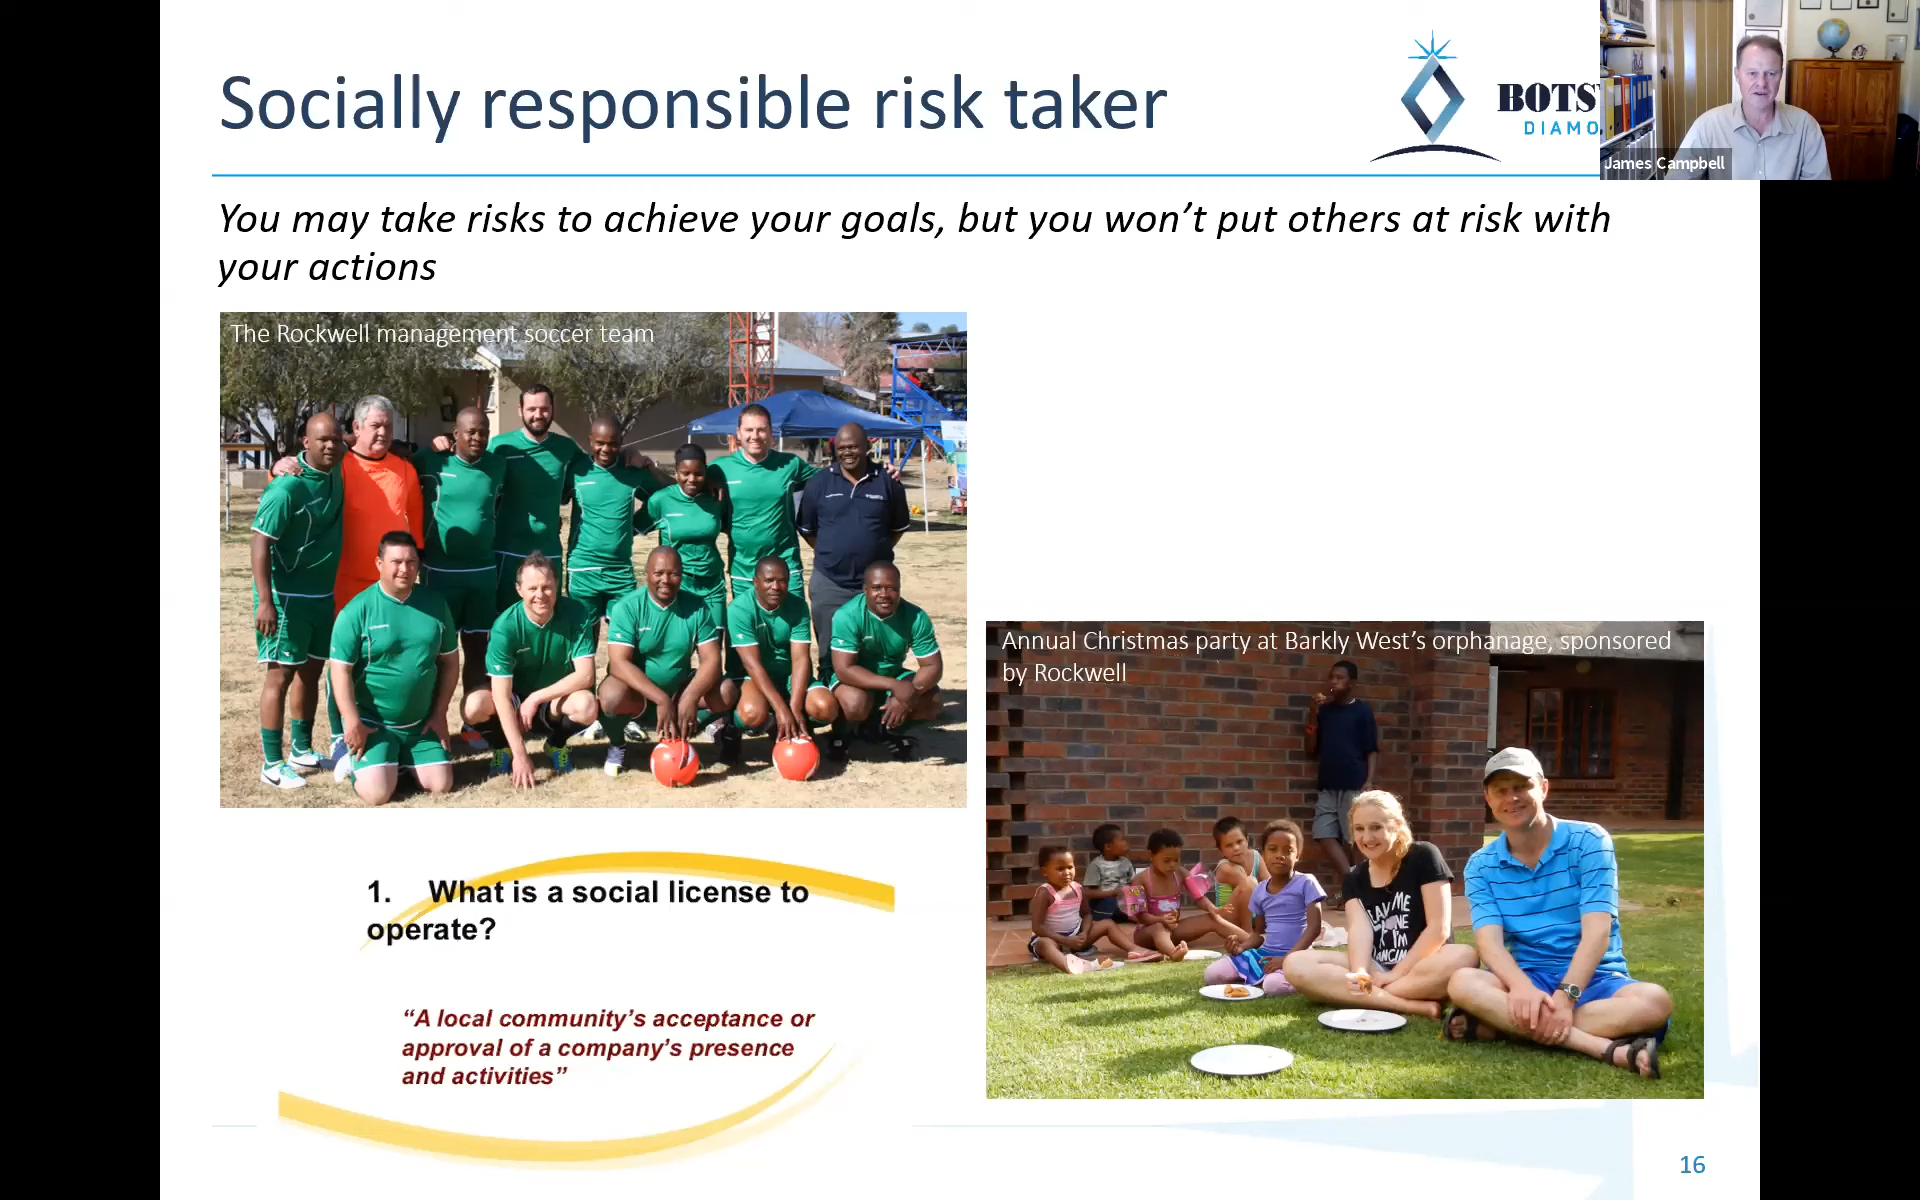 Socially responsible risk taker
BOTS
DIAMO
James Campbell
You may take risks to achieve your goals, but you won’t put others at risk with
your actions
The Rockwell management soccer team
Annual Christmas party at Barkly West’s orphanage, sponsored
by Rockwell
1. What is a social license to
operate?
“A local community’s acceptance or
approval of a company’s presence
and activities”
16